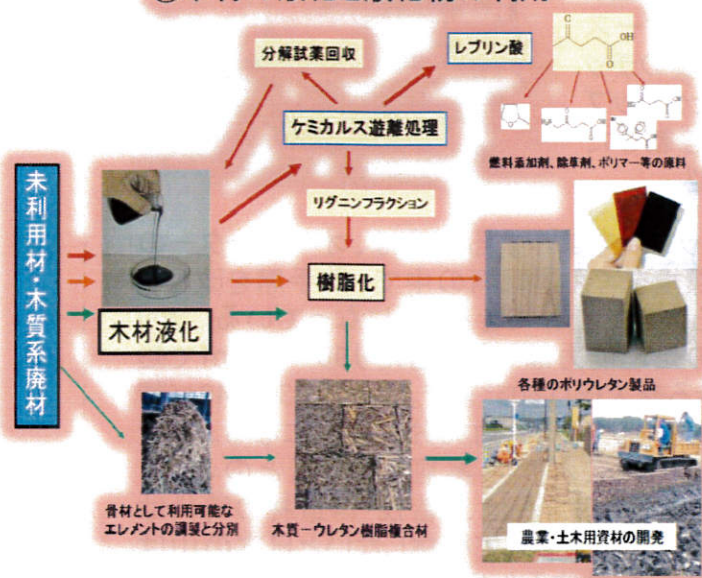 分解試薬回収
レブリン酸
OH
O
ケミカルス遊離処理
燃料添加剤、除草剤、ポリマー等の原料
未利用材・木質系廃材
リグニンフラクション
樹脂化
木材液化
各種のポリウレタン製品
骨材として利用可能な
エレメントの調製と分別
木質－ウレタン樹脂複合材
農業・土木用資材の開発